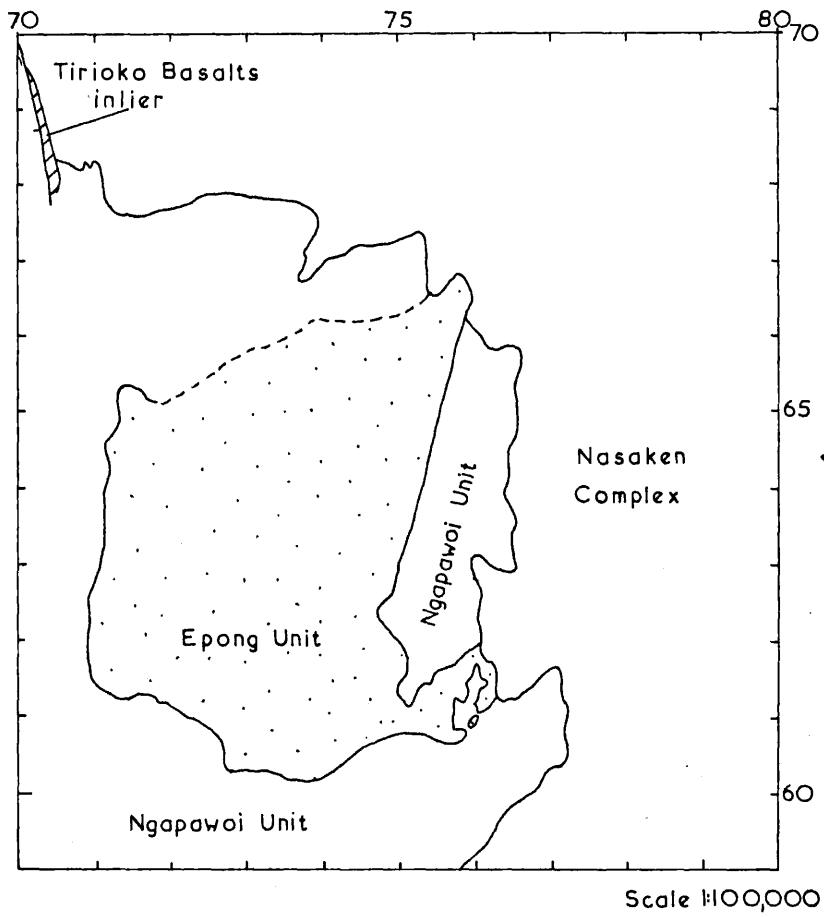 70
75
80
70
Tirioko Basalts
inlier
65
Nasaken
Complex
Ngapawoi Unit
Epong Unit
60
Ngapawoi Unit
Scale 1:100,000